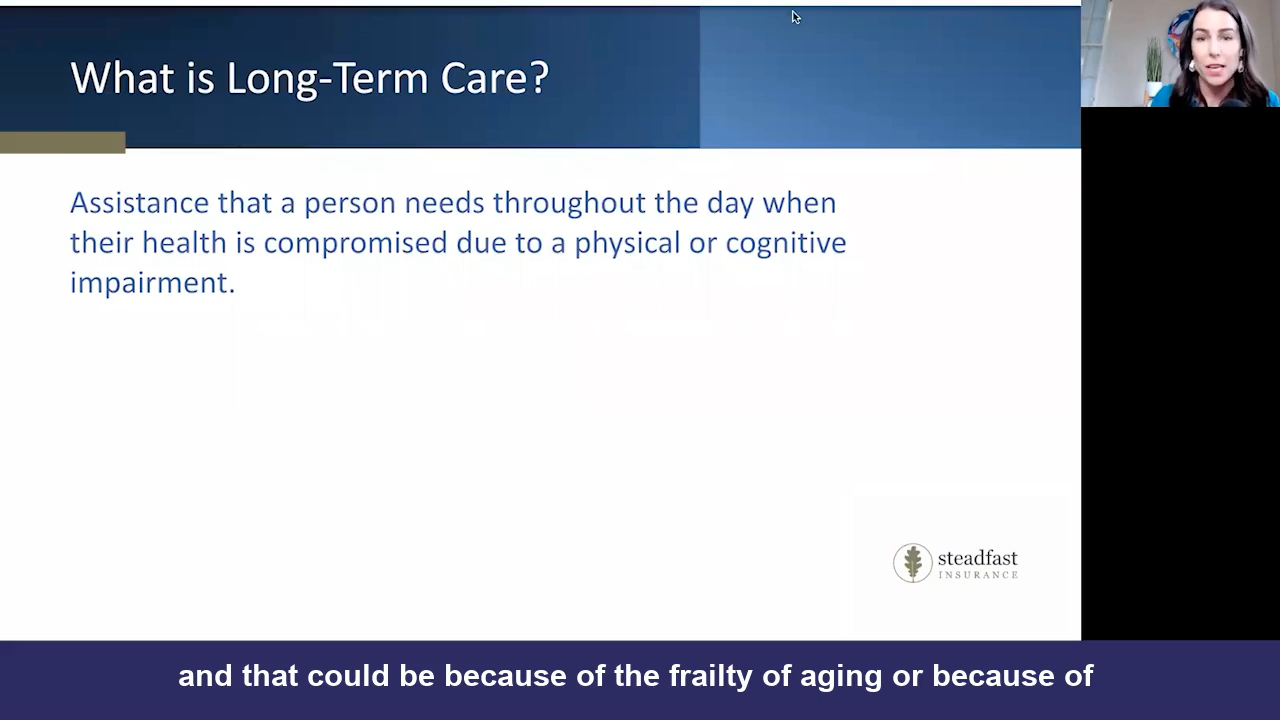 What is Long-Term Care?
Assistance that a person needs throughout the day when
their health is compromised due to a physical or cognitive
impairment.
steadfast
INSURANCE
and that could be because of the frailty of aging or because of